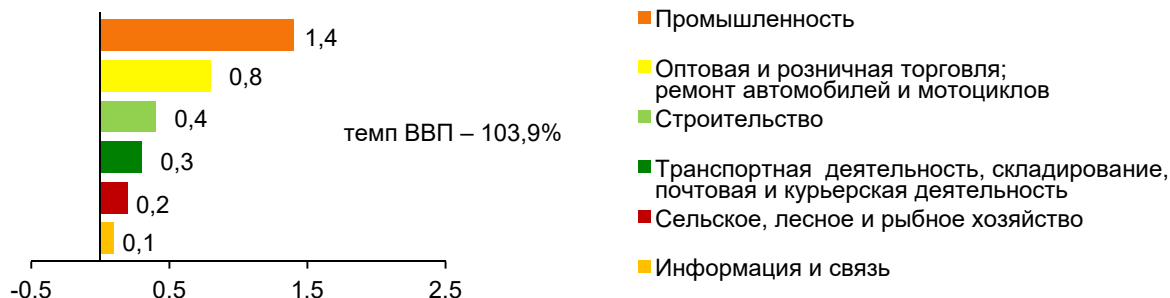 1,4
0,8
0,4
0,3
0,2
0,1
темп ВВП – 103,9%
-0.5 0.5 1.5 2.5
Промышленность
Оптовая и розничная торговля;
ремонт автомобилей и мотоциклов
Строительство
Транспортная деятельность, складирование,
почтовая и курьерская деятельность
Сельское, лесное и рыбное хозяйство
Информация и связь